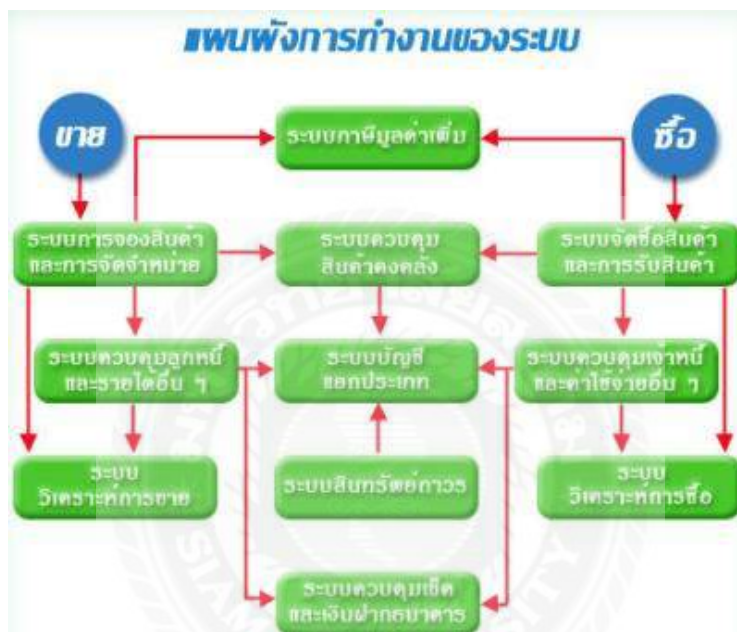 แผนผังการทำงานของระบบ
ขาย
ซื้อ
ระบบภาษีมูลค่าเพิ่ม
ระบบการจองสินค้า
และการจัดจำหน่าย
ระบบควบคุม
สินค้าคงคลัง
ระบบจัดซื้อสินค้า
และการรับสินค้า
ระบบควบคุมลูกหนี้
และรายได้อื่น ๆ
ระบบบัญชี
แยกประเภท
ระบบควบคุมเจ้าหนี้
และค่าใช้จ่ายอื่น ๆ
ระบบ
วิเคราะห์การขาย
ระบบสินทรัพย์ถาวร
ระบบ
วิเคราะห์การซื้อ
ระบบควบคุมเช็ค
และเงินฝากธนาคาร